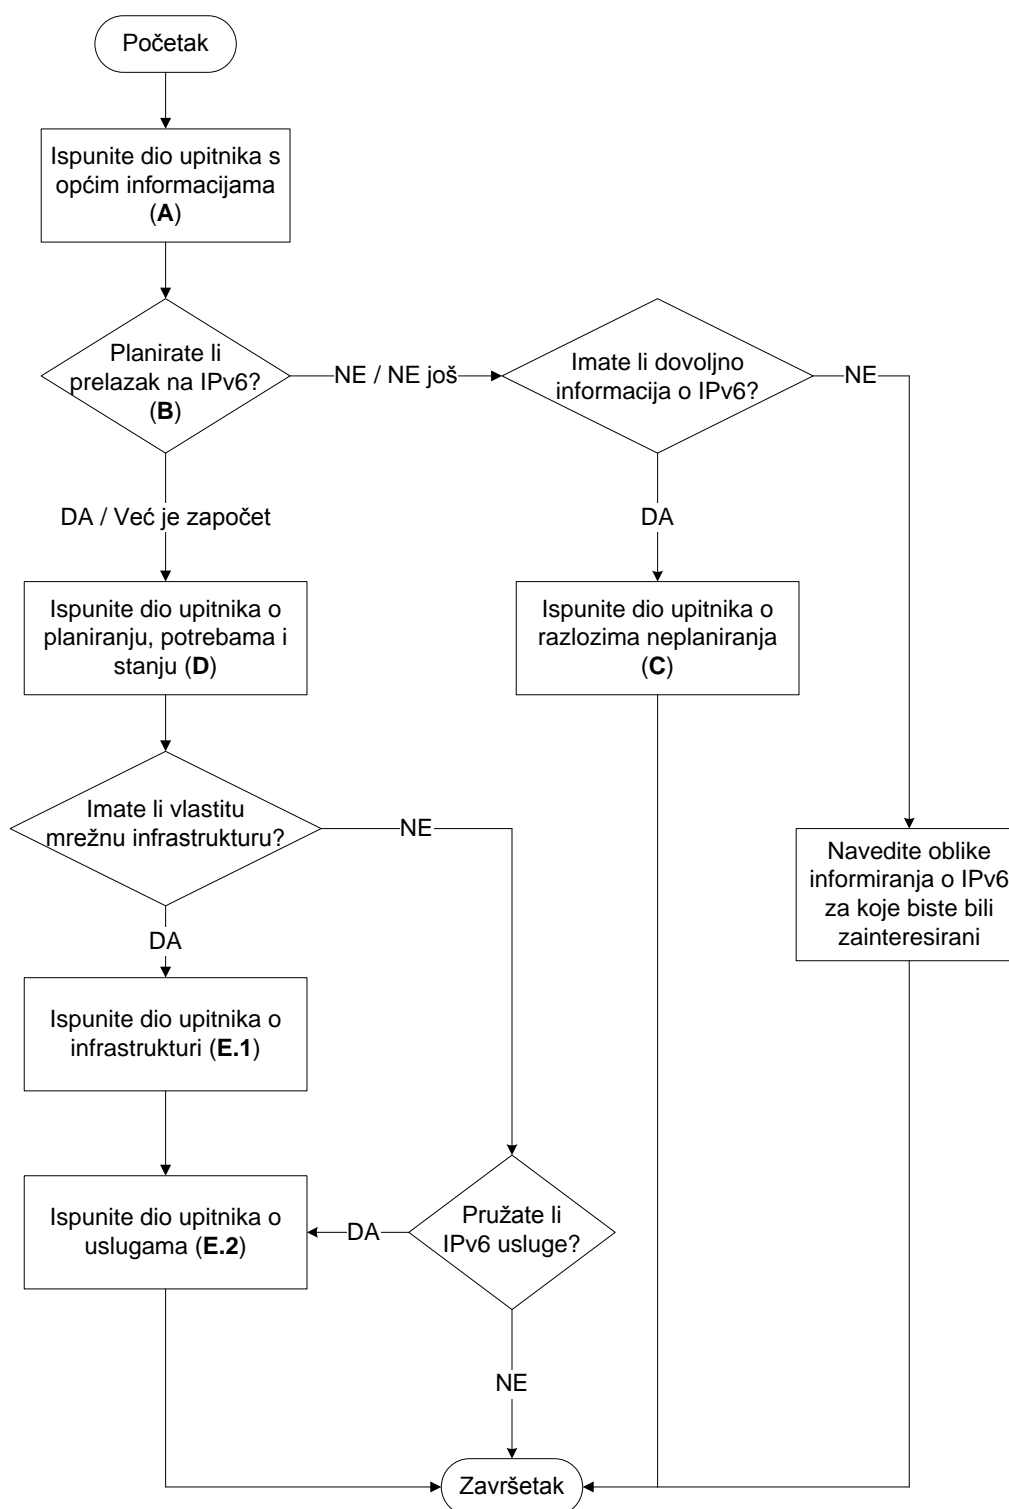 Početak
Ispunite dio upitnika s
općim informacijama
(A)
Planirate li
prelazak na IPv6?
(B)
NE / NE još
Imate li dovoljno
informacija o IPv6?
NE
DA / Već je započet
DA
Ispunite dio upitnika o
planiranju, potrebama i
stanju (D)
Ispunite dio upitnika o
razlozima neplaniranja
(C)
Imate li vlastitu
mrežnu infrastrukturu?
NE
Navedite oblike
informiranja o IPv6
za koje biste bili
zainteresirani
DA
Ispunite dio upitnika o
infrastrukturi (E.1)
Ispunite dio upitnika o
uslugama (E.2)
DA
Pružate li
IPv6 usluge?
NE
Završetak